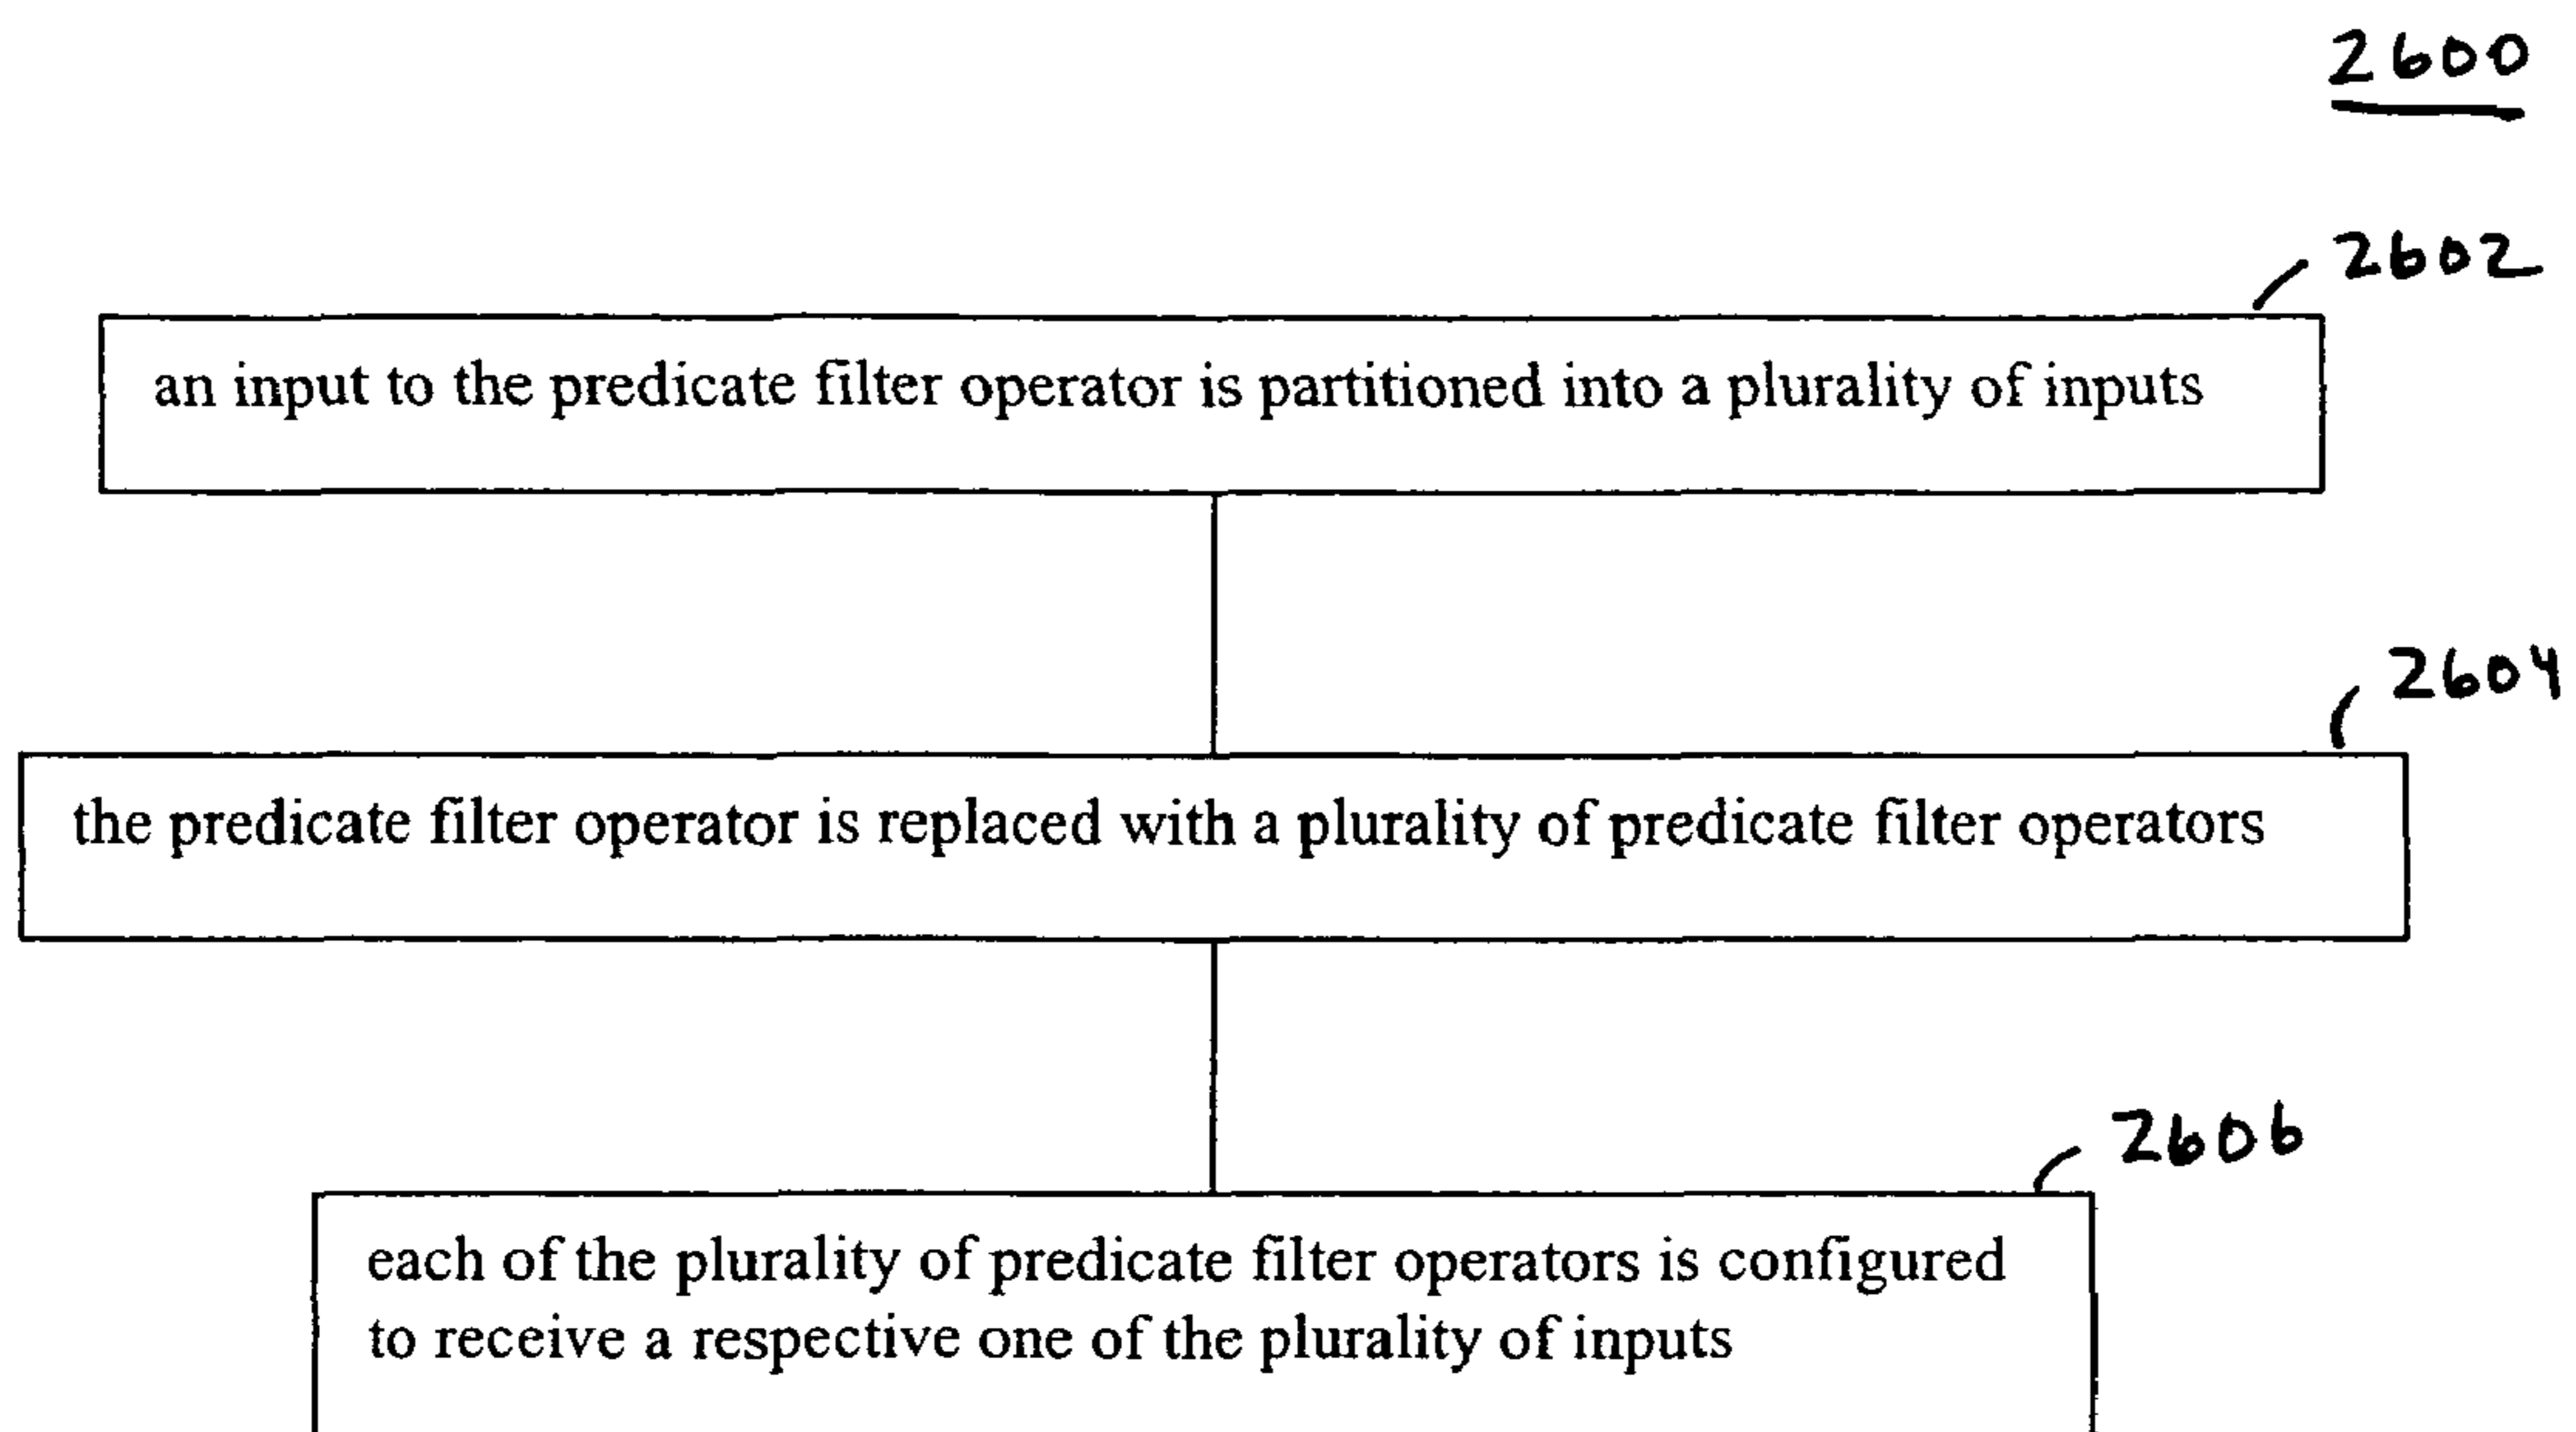 2600
2602
an input to the predicate filter operator is partitioned into a plurality of inputs
2604
the predicate filter operator is replaced with a plurality of predicate filter operators
2606
each of the plurality of predicate filter operators is configured
to receive a respective one of the plurality of inputs